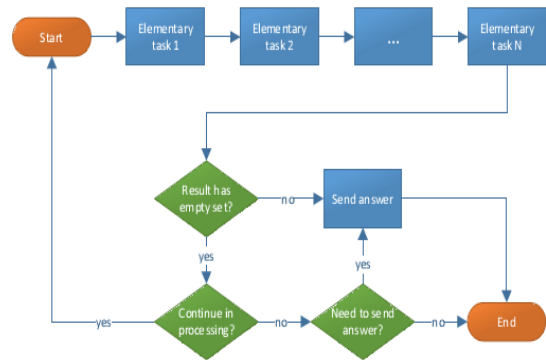 Start
Elementary
task 1
Elementary
task 2
...
Elementary
task N
Result has
empty set?
no
Send answer
yes
yes
Continue in
processing?
yes
no
Need to send
answer?
no
End